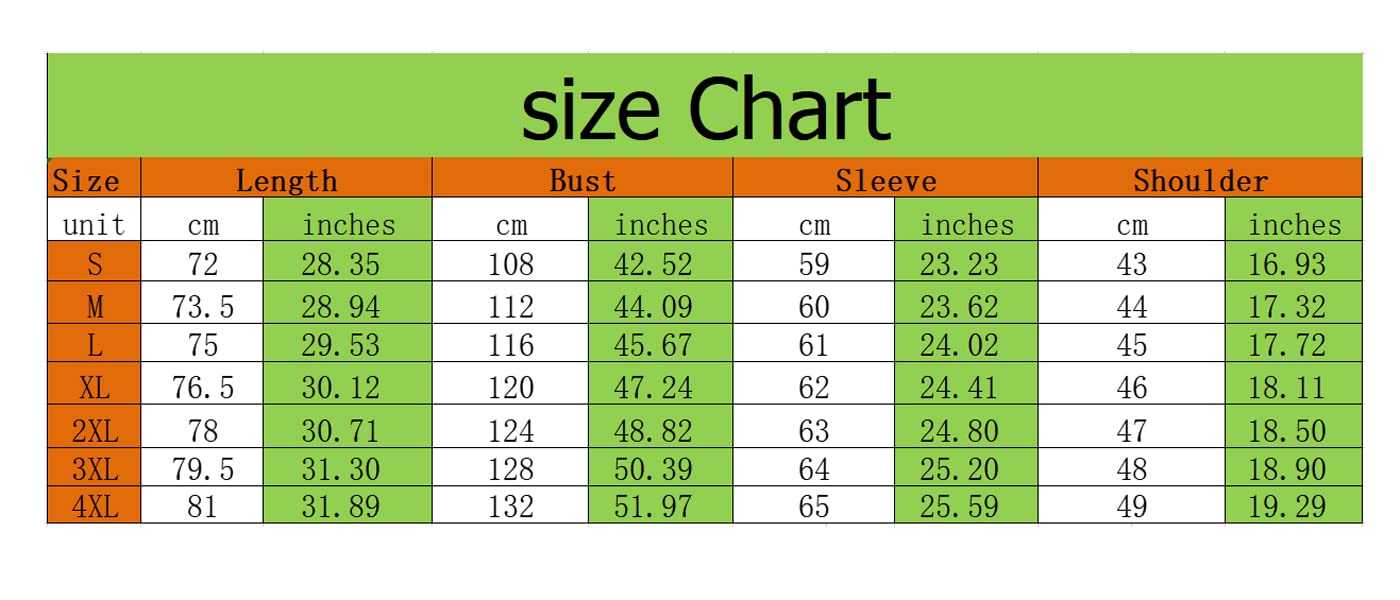 size Chart
Size Length Bust Sleeve Shoulder
unit cm inches cm inches cm inches cm inches
S 72 28.35 108 42.52 59 23.23 43 16.93
M 73.5 28.94 112 44.09 60 23.62 44 17.32
L 75 29.53 116 45.67 61 24.02 45 17.72
XL 76.5 30.12 120 47.24 62 24.41 46 18.11
2XL 78 30.71 124 48.82 63 24.80 47 18.50
3XL 79.5 31.30 128 50.39 64 25.20 48 18.90
4XL 81 31.89 132 51.97 65 25.59 49 19.29